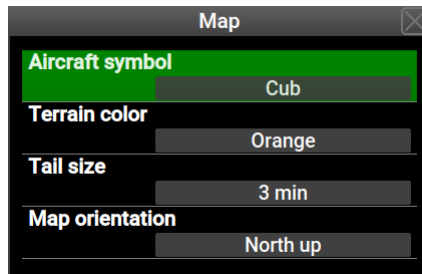 Map
Aircraft symbol
Cub
Terrain color
Orange
Tail size
3 min
Map orientation
North up